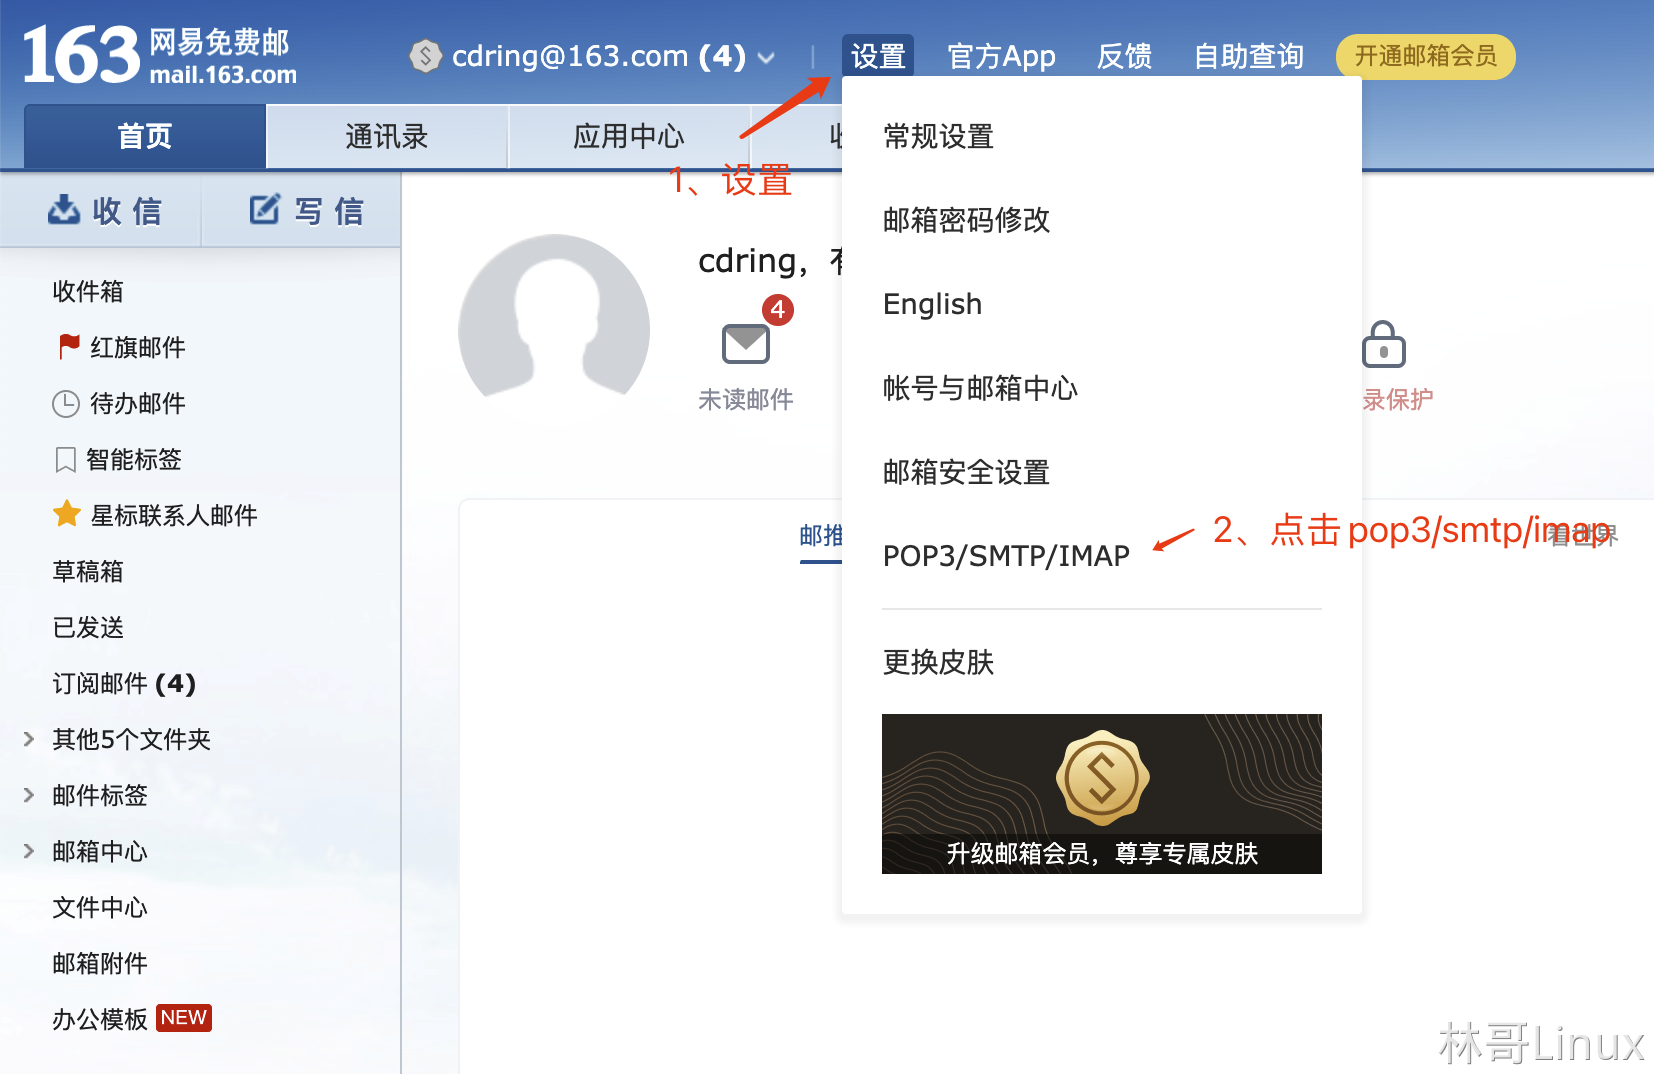 163 网易免费邮
mail.163.com
cdring@163.com (4)
设置
官方App
反馈
自助查询
开通邮箱会员
首页
通讯录
应用中心
1、设置
收信
写信
收件箱
红旗邮件
待办邮件
智能标签
星标联系人邮件
草稿箱
已发送
订阅邮件 (4)
其他5个文件夹
邮件标签
邮箱中心
文件中心
邮箱附件
办公模板 NEW
cdring,
4
未读邮件
录保护
邮推
看世界
常规设置
邮箱密码修改
English
帐号与邮箱中心
邮箱安全设置
POP3/SMTP/IMAP
2、点击 pop3/smtp/imap
更换皮肤
升级邮箱会员，尊享专属皮肤
林哥Linux